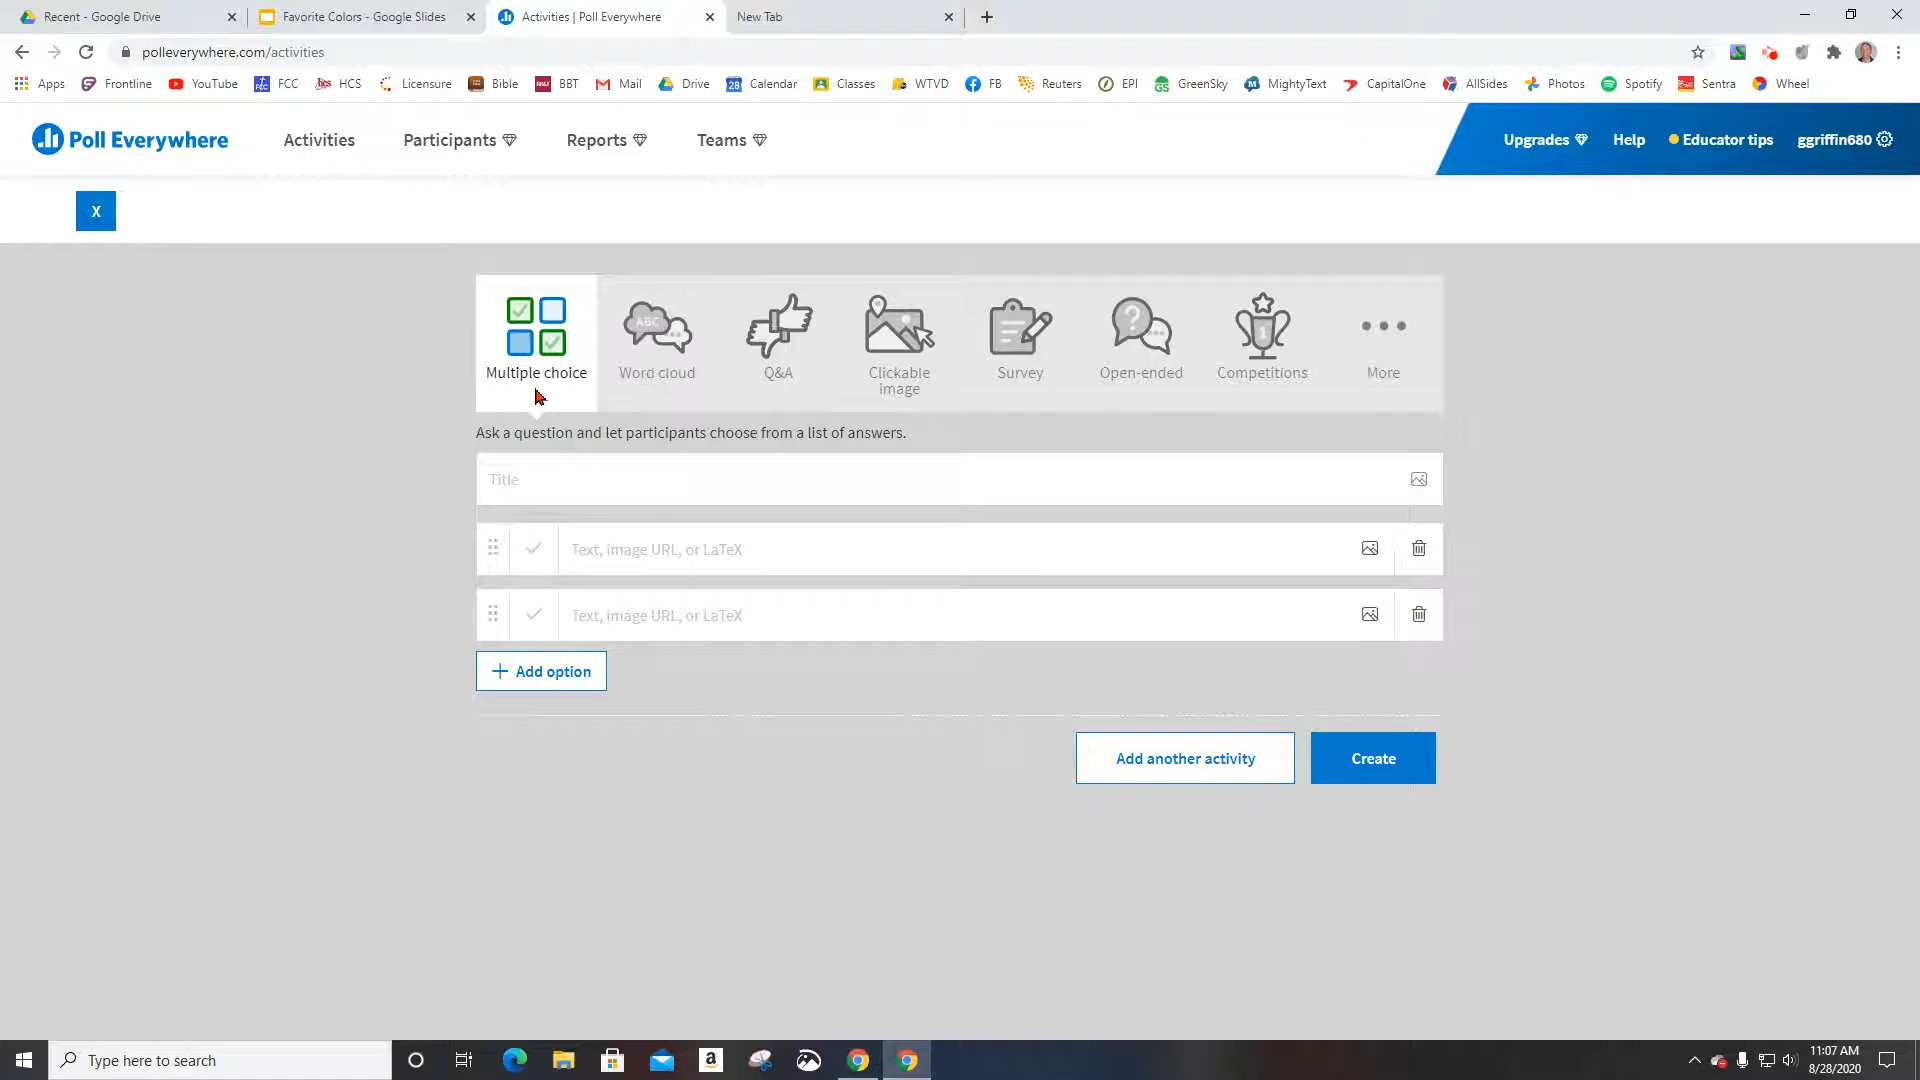 Recent - Google Drive
Favorite Colors - Google Slides
Activities | Poll Everywhere
New Tab
polleverywhere.com/activities
Apps Frontline YouTube FCC HCS Licensure Bible BBT Mail Drive Calendar Classes WTVD FB Reuters EPI GreenSky MightyText CapitalOne AllSides Photos Spotify Sentra Wheel
Poll Everywhere Activities Participants Reports Teams Upgrades Help Educator tips ggriffin680
X
Multiple choice
ABC
Word cloud
Q&A
Clickable
image
Survey
?
Open-ended
1
Competitions
More
Ask a question and let participants choose from a list of answers.
Title
Text, image URL, or LaTeX
Text, image URL, or LaTeX
+ Add option
Add another activity Create
Type here to search
11:07 AM
8/28/2020